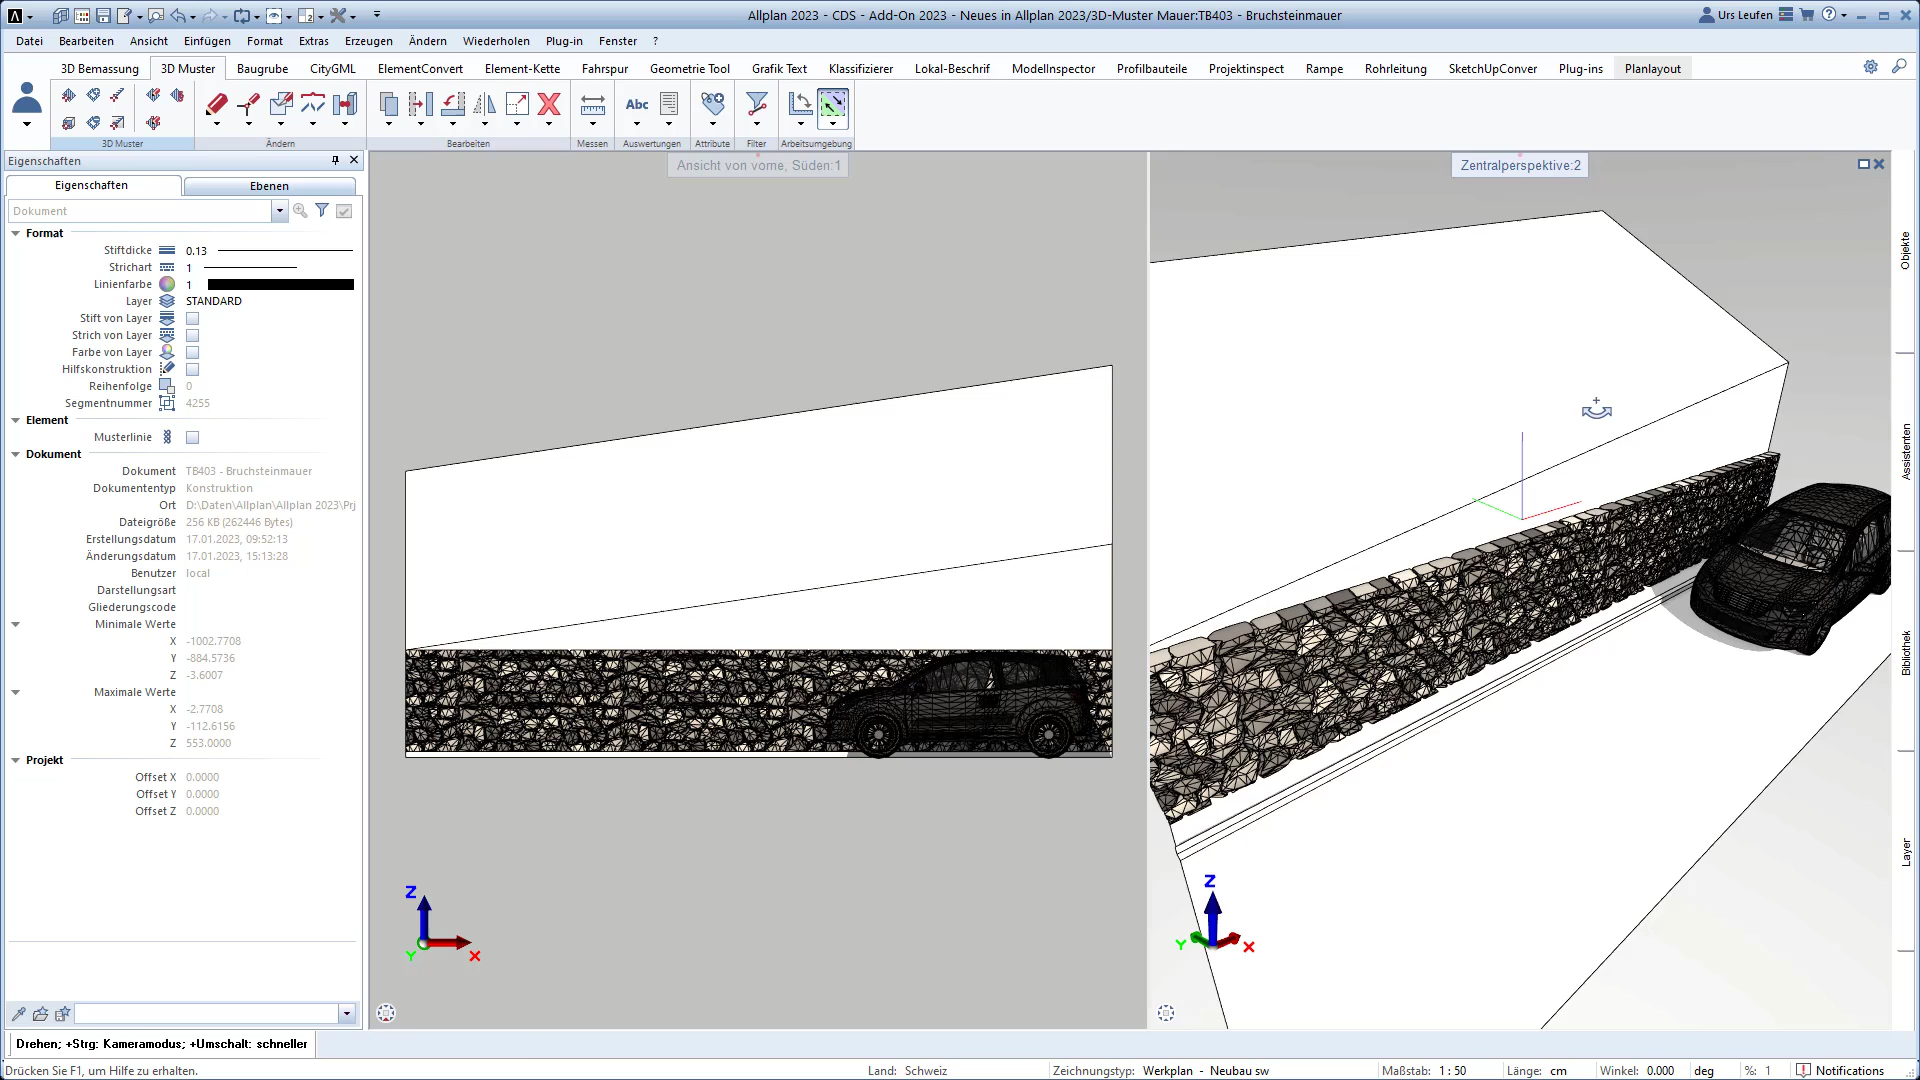 Allplan 2023 - CDS - Add-On 2023 - Neues in Allplan 2023/3D-Muster Mauer:TB403 - Bruchsteinmauer
Urs Leufen
Datei Bearbeiten Ansicht Einfügen Format Extras Erzeugen Ändern Wiederholen Plug-in Fenster ?
3D Bemassung 3D Muster Baugrube CityGML ElementConvert Element-Kette Fahrspur Geometrie Tool Grafik Text Klassifizierer Lokal-Beschrif ModelInspector Profilbauteile Projektinspect Rampe Rohrleitung SketchUpConver Plug-ins Planlayout
Abc
3D Muster Ändern Bearbeiten Messen Auswertungen Attribute Filter Arbeitsumgebung
Eigenschaften
Ansicht von vorne, Süden:1
Zentralperspektive:2
Eigenschaften Ebenen
Dokument
Format
Stiftdicke 0.13
Strichart 1
Linienfarbe 1
Layer STANDARD
Stift von Layer
Strich von Layer
Farbe von Layer
Hilfskonstruktion
Reihenfolge 0
Segmentnummer 4255
Element
Musterlinie
Dokument
Dokument TB403 - Bruchsteinmauer
Dokumententyp Konstruktion
Ort D:\Daten\Allplan\Allplan 2023\Prj
Dateigröße 256 KB (262446 Bytes)
Erstellungsdatum 17.01.2023, 09:52:13
Änderungsdatum 17.01.2023, 15:13:28
Benutzer local
Darstellungsart
Gliederungscode
Minimale Werte
X -1002.7708
Y -884.5736
Z -3.6007
Maximale Werte
X -2.7708
Y -112.6156
Z 553.0000
Projekt
Offset X 0.0000
Offset Y 0.0000
Offset Z 0.0000
Z
Y
X
Z
Y
X
Objekte
Assistenten
Bibliothek
Layer
Drehen; +Strg: Kameramodus; +Umschalt: schneller
Drücken Sie F1, um Hilfe zu erhalten. Land: Schweiz Zeichnungstyp: Werkplan - Neubau sw Maßstab: 1 : 50 Länge: cm Winkel: 0.000 deg %: 1 Notifications